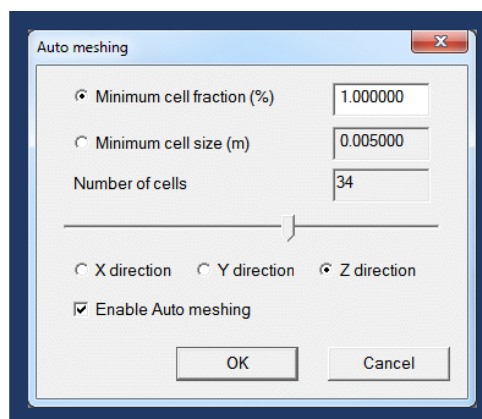 Auto meshing
Minimum cell fraction (%) 1.000000
Minimum cell size (m) 0.005000
Number of cells 34
X direction Y direction Z direction
Enable Auto meshing
OK Cancel